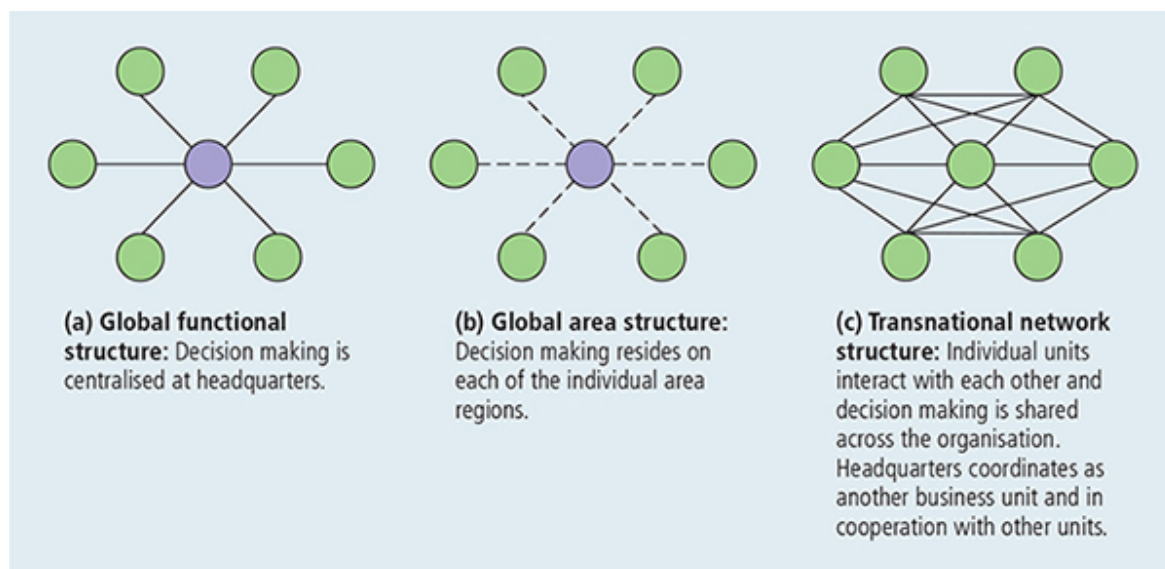 (a) Global functional
structure: Decision making is
centralised at headquarters.
(b) Global area structure:
Decision making resides on
each of the individual area
regions.
(c) Transnational network
structure: Individual units
interact with each other and
decision making is shared
across the organisation.
Headquarters coordinates as
another business unit and in
cooperation with other units.